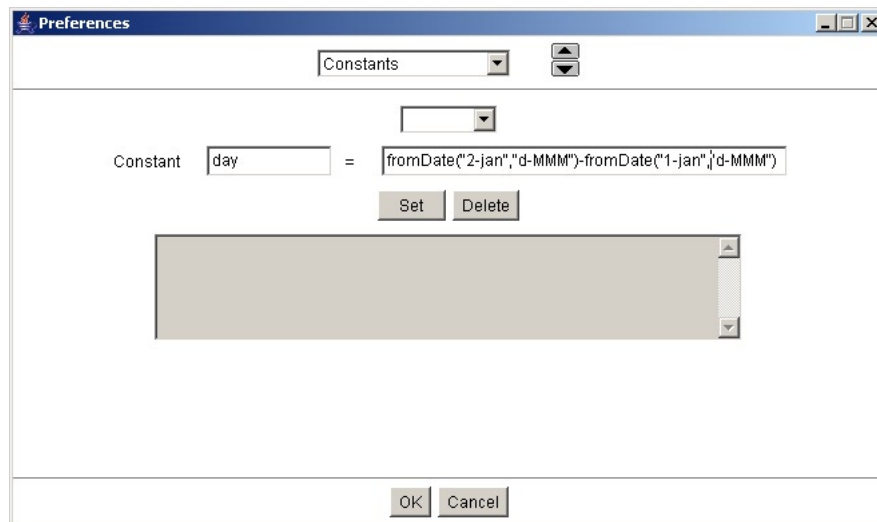 Preferences
Constants
Constant day = fromDate("2-jan","d-MMM")-fromDate("1-jan","d-MMM")
Set Delete
OK Cancel